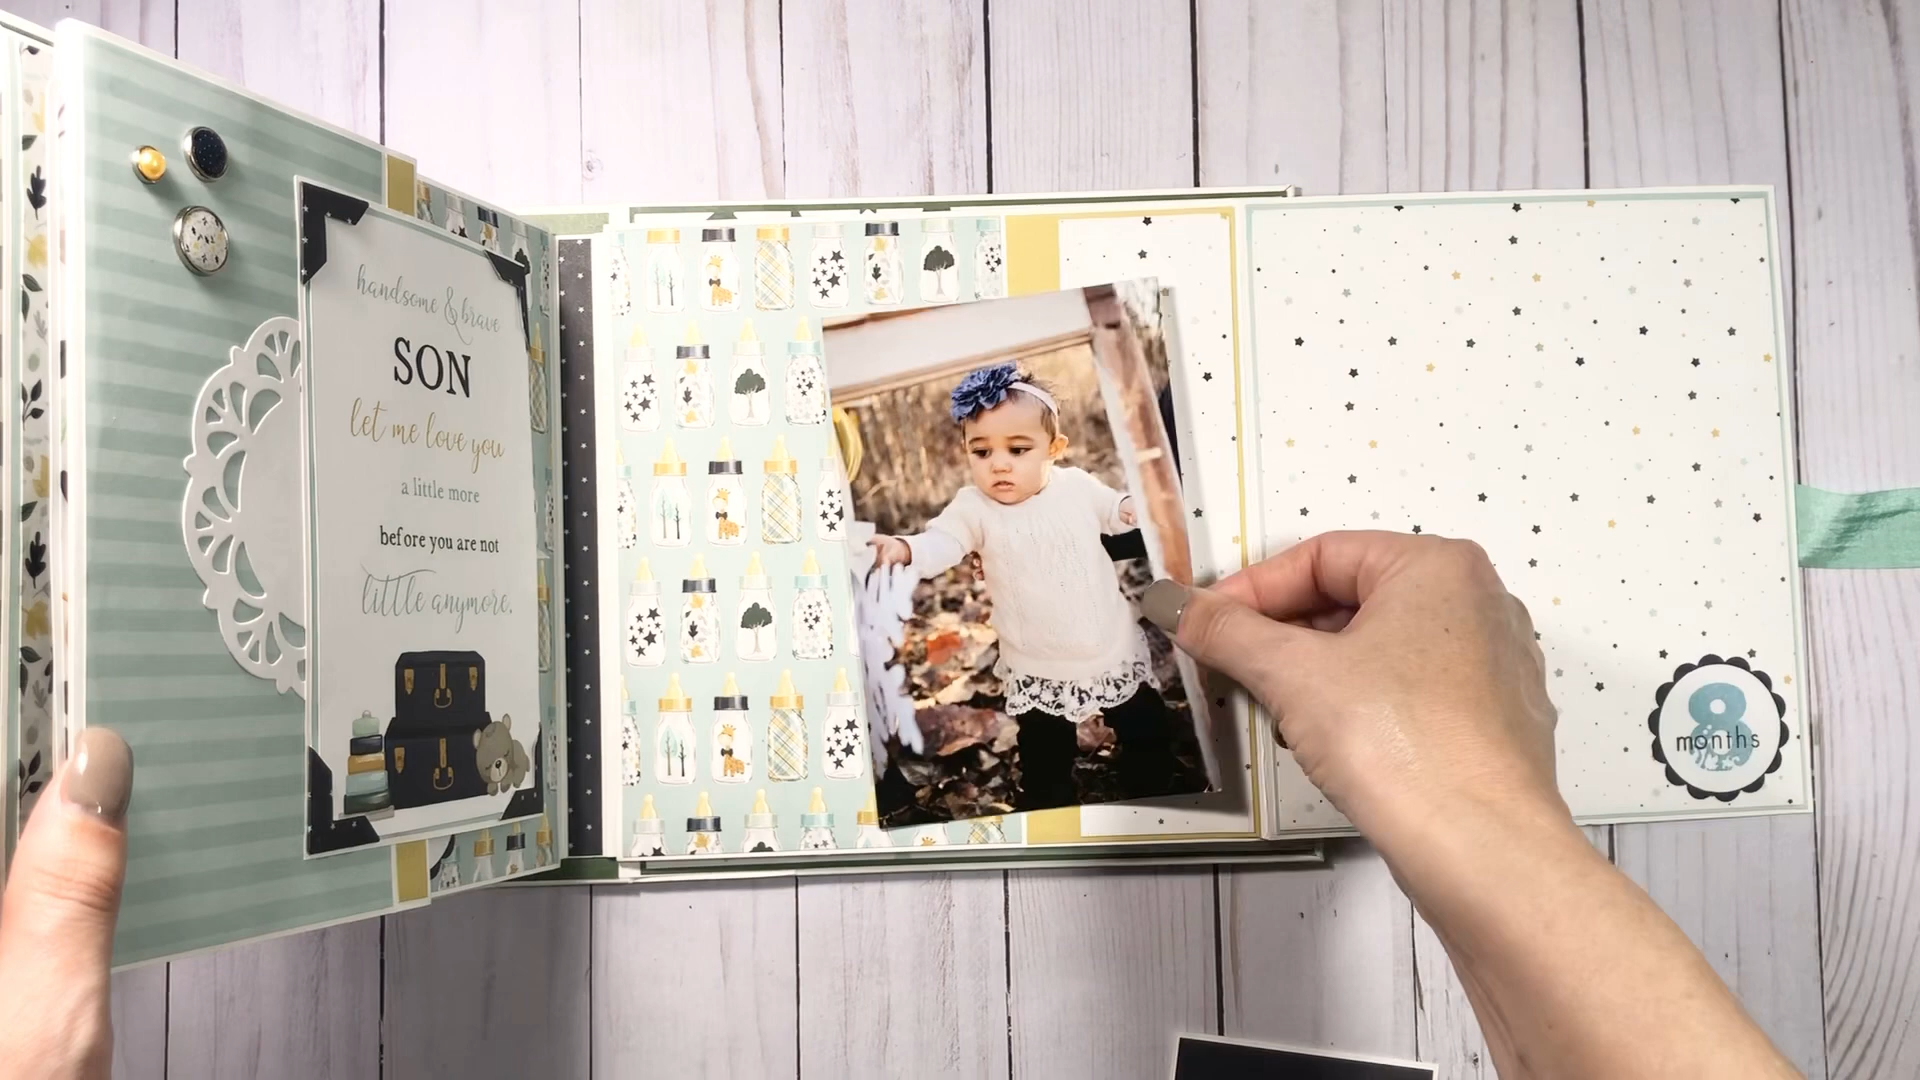 handsome & brave
SON
let me love you
a little more
before you are not
little anymore.
8
months